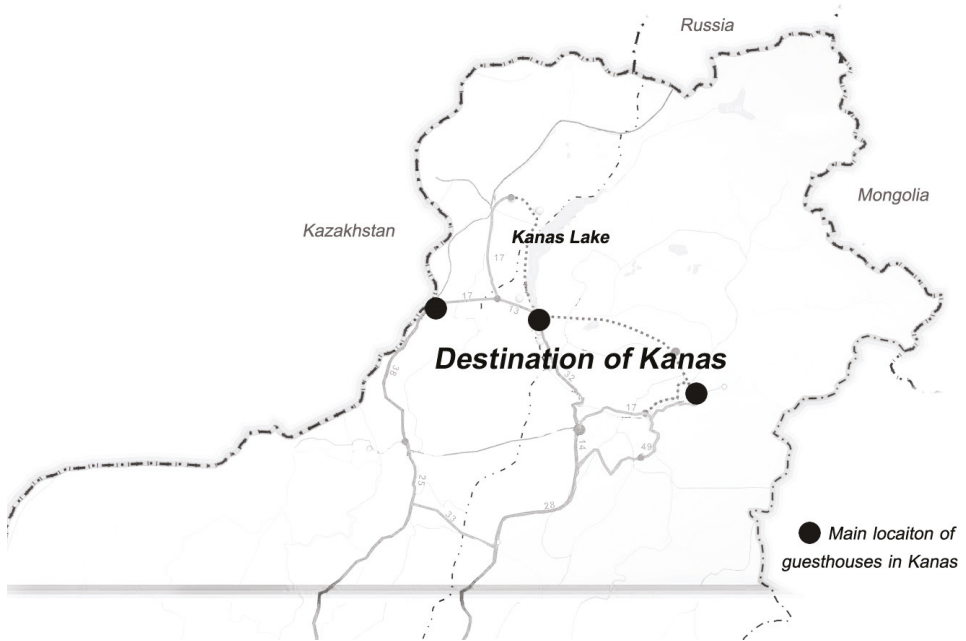 Russia
Mongolia
Kazakhstan
Kanas Lake
17
17
13
Destination of Kanas
38
32
17
14
49
25
28
33
Main locaiton of
guesthouses in Kanas